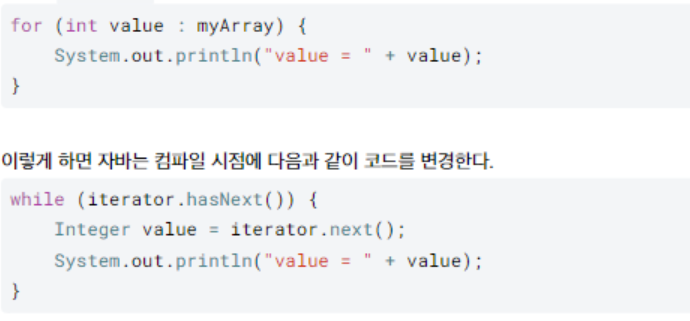 for (int value : myArray) {
    System.out.println("value = " + value);
}
이렇게 하면 자바는 컴파일 시점에 다음과 같이 코드를 변경한다.
while (iterator.hasNext()) {
    Integer value = iterator.next();
    System.out.println("value = " + value);
}